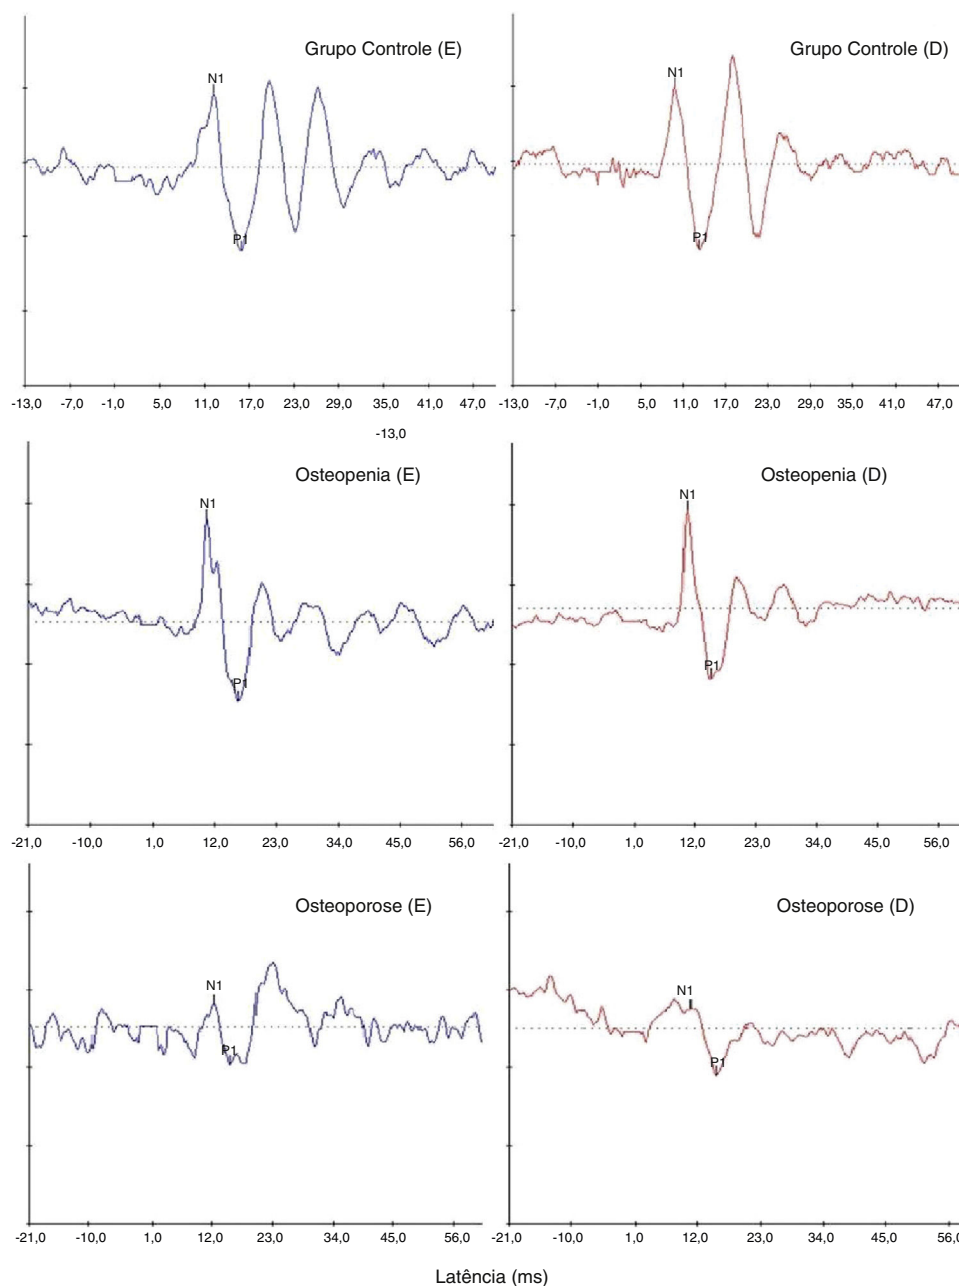 Grupo Controle (E)
N1
P1
-13,0 -7,0 -1,0 5,0 11,0 17,0 23,0 29,0 35,0 41,0 47,0
-13,0
Grupo Controle (D)
N1
P1
-13,0 -7,0 -1,0 5,0 11,0 17,0 23,0 29,0 35,0 41,0 47,0
Osteopenia (E)
N1
P1
-21,0 -10,0 1,0 12,0 23,0 34,0 45,0 56,0
Osteopenia (D)
N1
P1
-21,0 -10,0 1,0 12,0 23,0 34,0 45,0 56,0
Osteoporose (E)
N1
P1
-21,0 -10,0 1,0 12,0 23,0 34,0 45,0 56,0
Osteoporose (D)
N1
P1
-21,0 -10,0 1,0 12,0 23,0 34,0 45,0 56,0
Latência (ms)